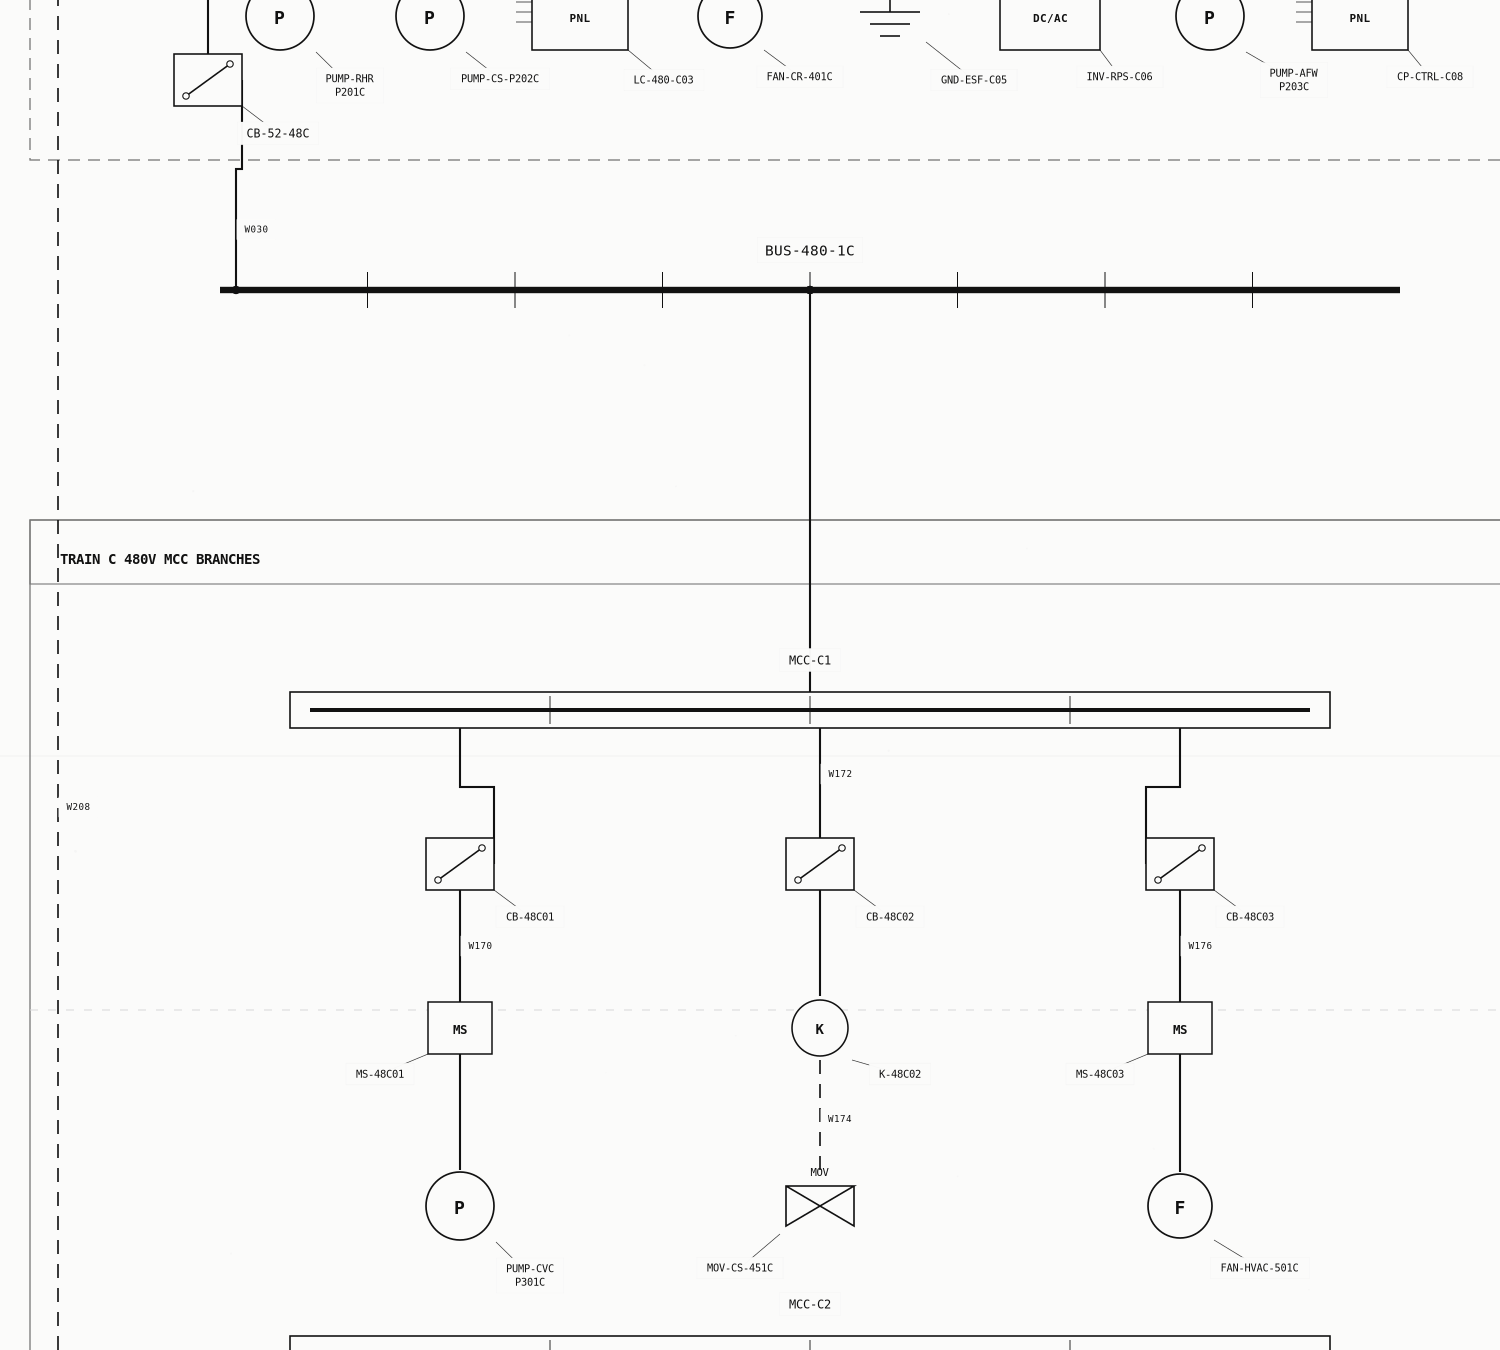 P
P
PNL
F
DC/AC
P
PNL
PUMP-RHR
P201C
PUMP-CS-P202C
LC-480-C03
FAN-CR-401C
GND-ESF-C05
INV-RPS-C06
PUMP-AFW
P203C
CP-CTRL-C08
CB-52-48C
W030
BUS-480-1C
TRAIN C 480V MCC BRANCHES
MCC-C1
W172
W208
CB-48C01
CB-48C02
CB-48C03
W170
W176
MS
K
MS
MS-48C01
K-48C02
MS-48C03
W174
MOV
P
F
PUMP-CVC
P301C
MOV-CS-451C
FAN-HVAC-501C
MCC-C2